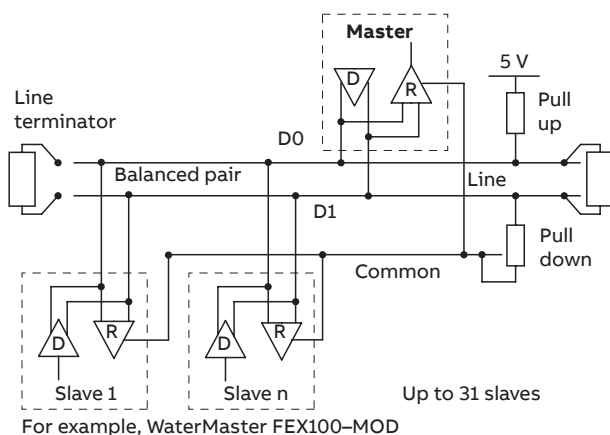 Master
5 V
D
R
Pull
up
Line
terminator
D0
Balanced pair
Line
D1
Pull
down
Common
D
R
D
R
Slave 1
Slave n
Up to 31 slaves
For example, WaterMaster FEX100–MOD